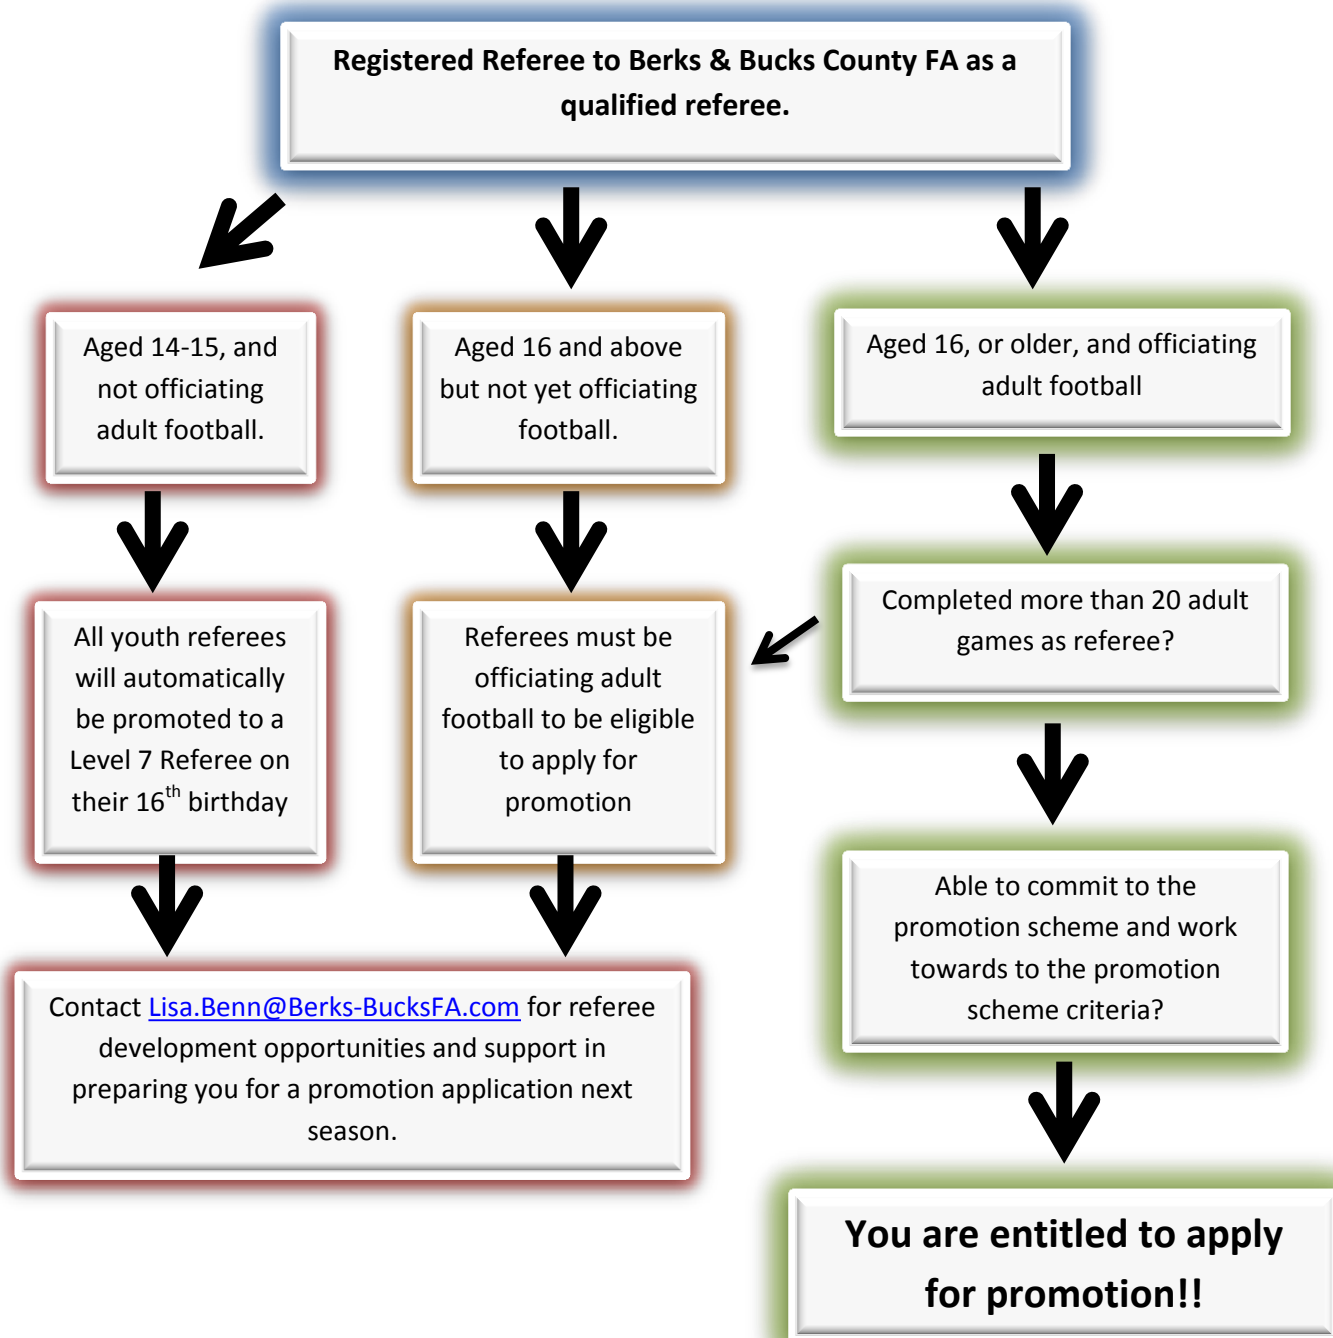 Registered Referee to Berks & Bucks County FA as a
qualified referee.
Aged 14-15, and
not officiating
adult football.
Aged 16 and above
but not yet officiating
football.
Aged 16, or older, and officiating
adult football
All youth referees
will automatically
be promoted to a
Level 7 Referee on
their 16th birthday
Referees must be
officiating adult
football to be eligible
to apply for
promotion
Completed more than 20 adult
games as referee?
Able to commit to the
promotion scheme and work
towards to the promotion
scheme criteria?
Contact Lisa.Benn@Berks-BucksFA.com for referee
development opportunities and support in
preparing you for a promotion application next
season.
You are entitled to apply
for promotion!!